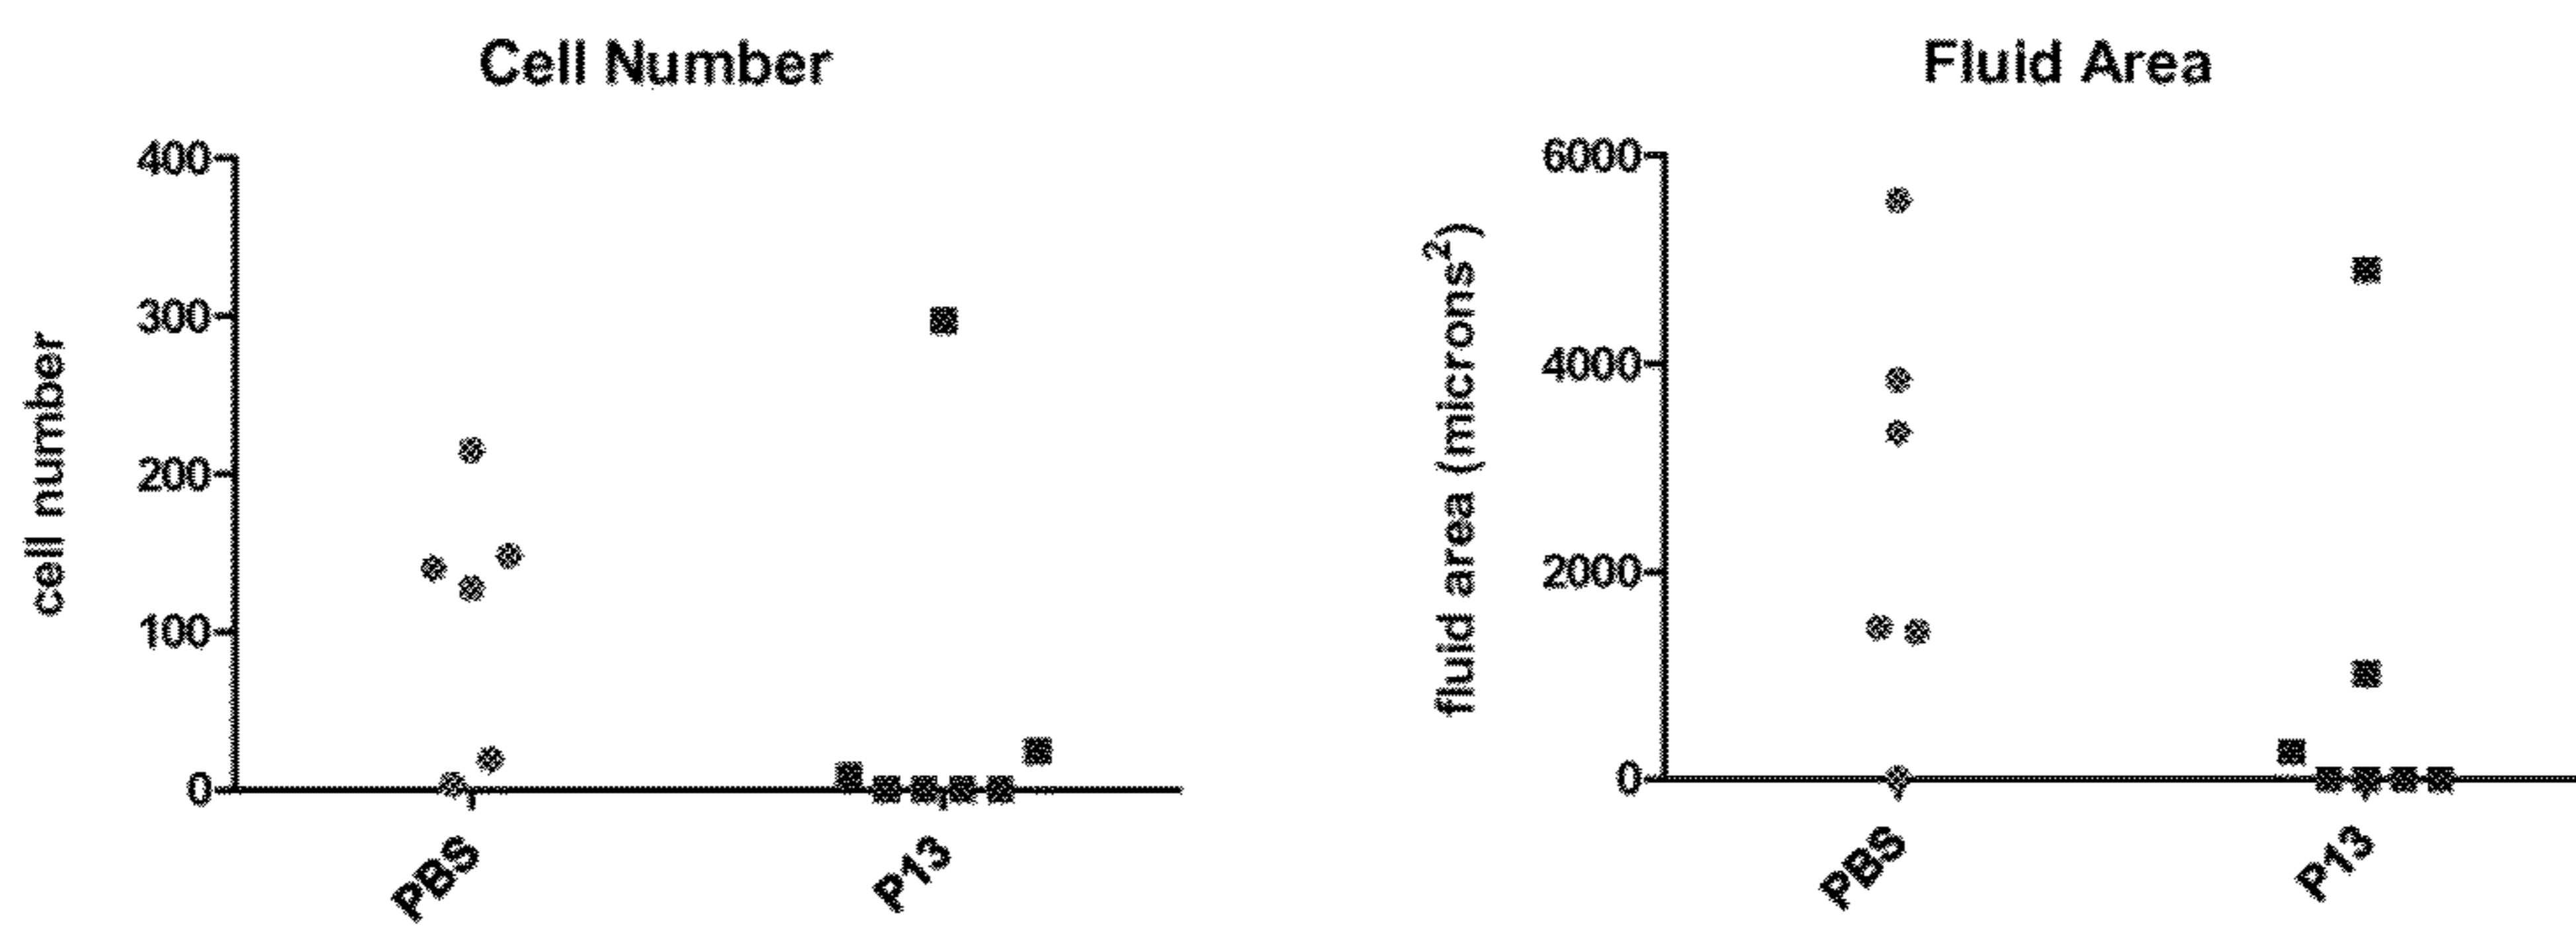 Cell Number
400
300
200
100
0
cell number
PBS
P13
Fluid Area
6000
4000
2000
0
fluid area (microns²)
PBS
P13